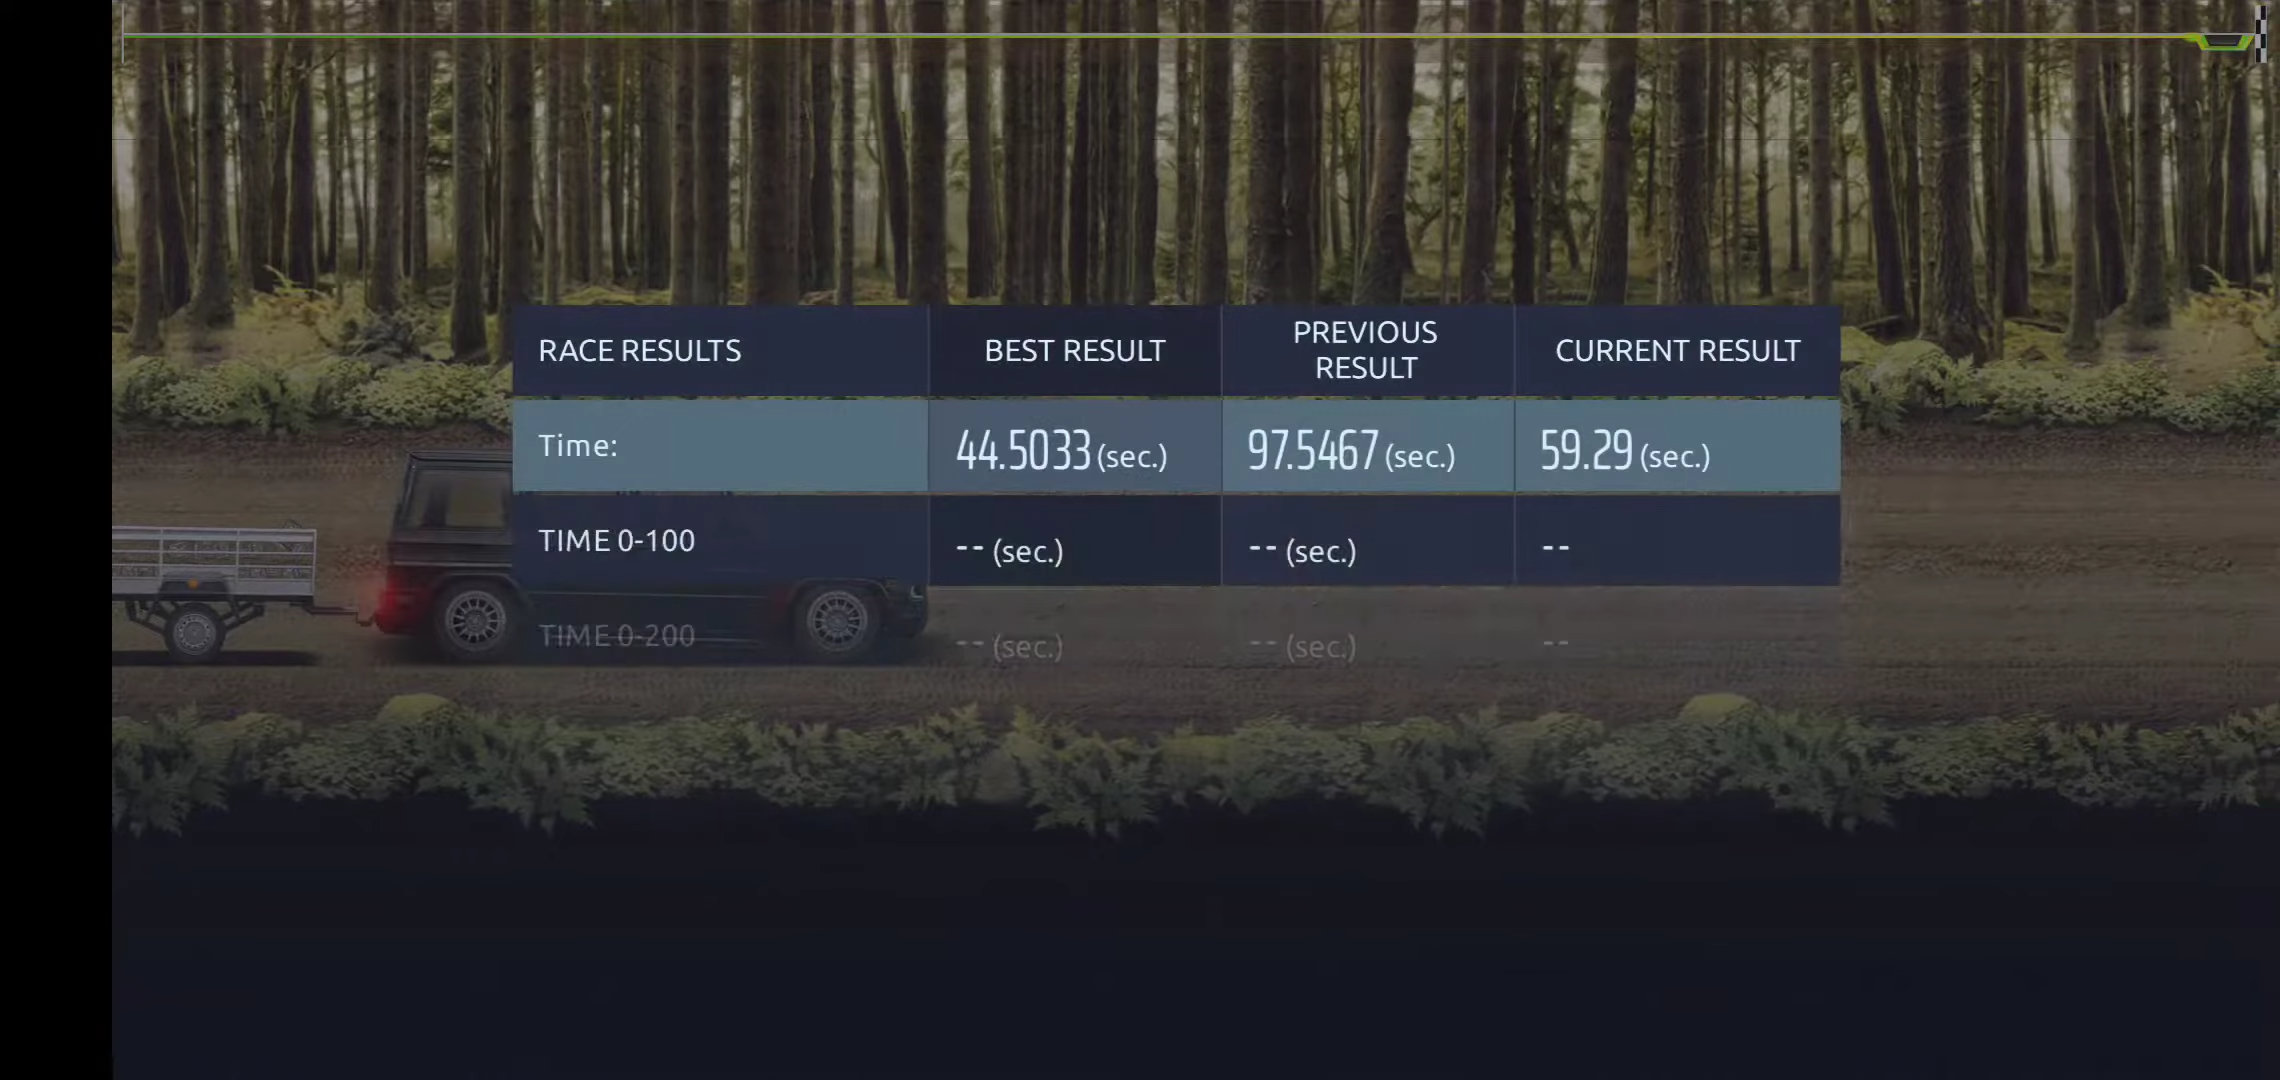 RACE RESULTS BEST RESULT PREVIOUS RESULT CURRENT RESULT
Time: 44.5033 (sec.) 97.5467 (sec.) 59.29 (sec.)
TIME 0-100 -- (sec.) -- (sec.) --
TIME 0-200 -- (sec.) -- (sec.) --